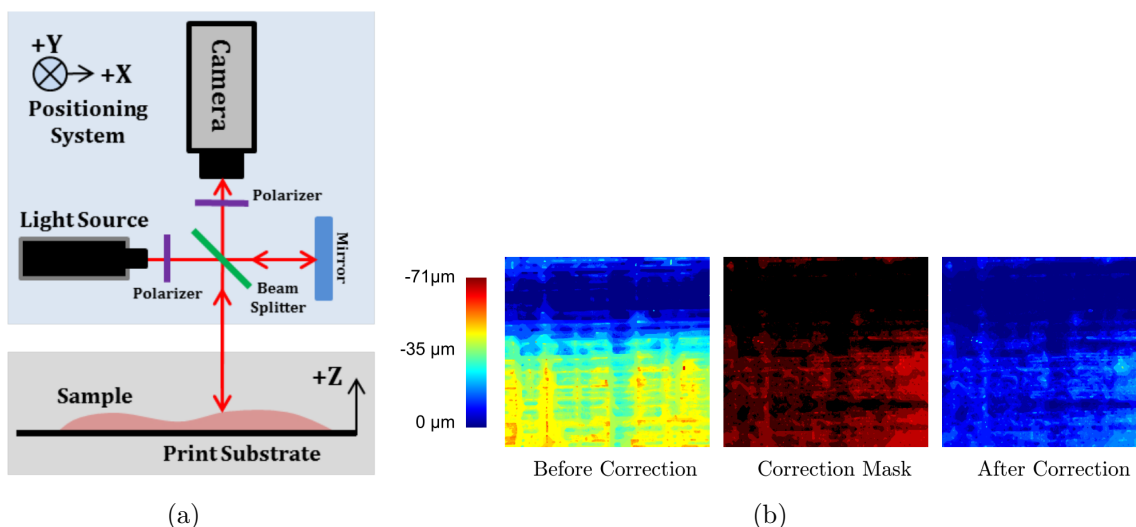 +Y
+X
Positioning
System
Camera
Polarizer
Light Source
Mirror
Polarizer
Beam
Splitter
+Z
Sample
Print Substrate
(a)
-71µm
-35 µm
0 µm
Before Correction
Correction Mask
After Correction
(b)